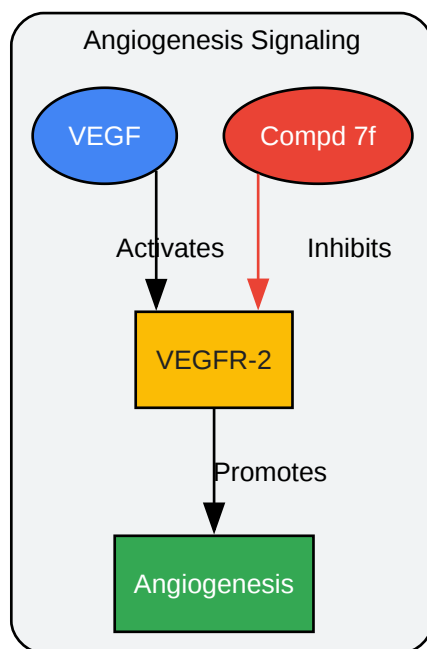 Angiogenesis Signaling
VEGF
Compd 7f
Activates
Inhibits
VEGFR-2
Promotes
Angiogenesis